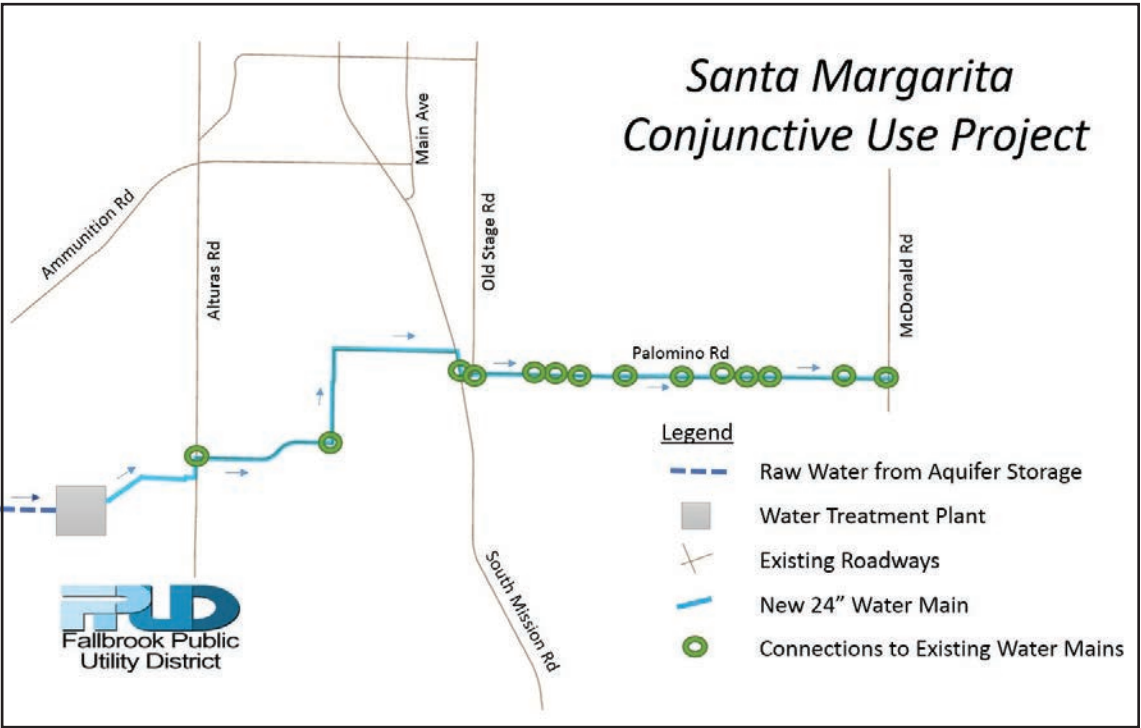 Santa Margarita
Conjunctive Use Project
Main Ave
Ammunition Rd
Alturas Rd
Old Stage Rd
McDonald Rd
Palomino Rd
South Mission Rd
Legend
Raw Water from Aquifer Storage
Water Treatment Plant
Existing Roadways
New 24” Water Main
Connections to Existing Water Mains
FPUD
Fallbrook Public
Utility District